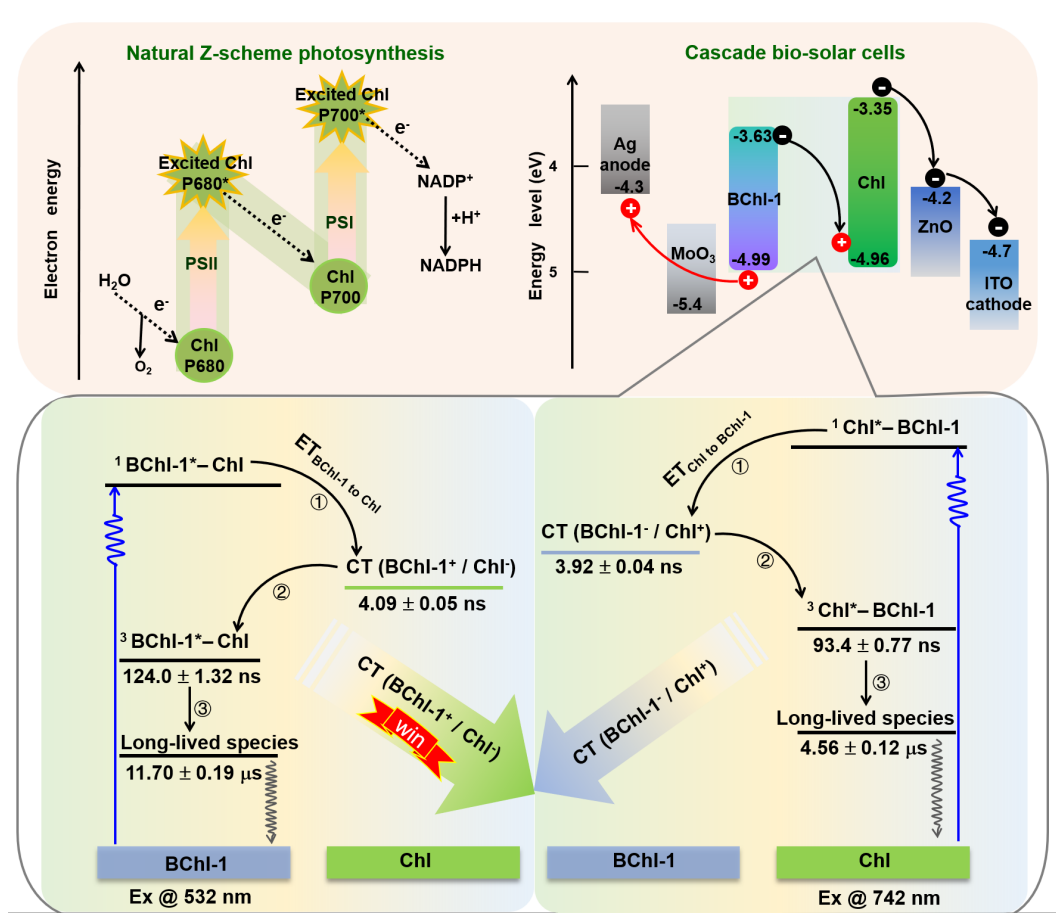 Natural Z-scheme photosynthesis
Electron energy
Excited Chl
P700*
e-
NADP+
+H+
NADPH
Excited Chl
P680*
e-
PSI
PSII
Chl
P700
H2O
e-
O2
Chl
P680
Cascade bio-solar cells
Energy level (eV)
4
5
Ag
anode
-4.3
MoO3
-5.4
-3.63
BChl-1
-4.99
-3.35
Chl
-4.96
-4.2
ZnO
-4.7
ITO
cathode
1 BChl-1*– Chl
ET BChl-1 to Chl
①
CT (BChl-1+ / Chl-)
4.09 ± 0.05 ns
②
3 BChl-1*– Chl
124.0 ± 1.32 ns
③
Long-lived species
11.70 ± 0.19 μs
CT (BChl-1+ / Chl-)
win
BChl-1
Chl
Ex @ 532 nm
1 Chl*– BChl-1
ET Chl to BChl-1
①
CT (BChl-1- / Chl+)
3.92 ± 0.04 ns
②
3 Chl*– BChl-1
93.4 ± 0.77 ns
③
Long-lived species
4.56 ± 0.12 μs
CT (BChl-1- / Chl+)
BChl-1
Chl
Ex @ 742 nm